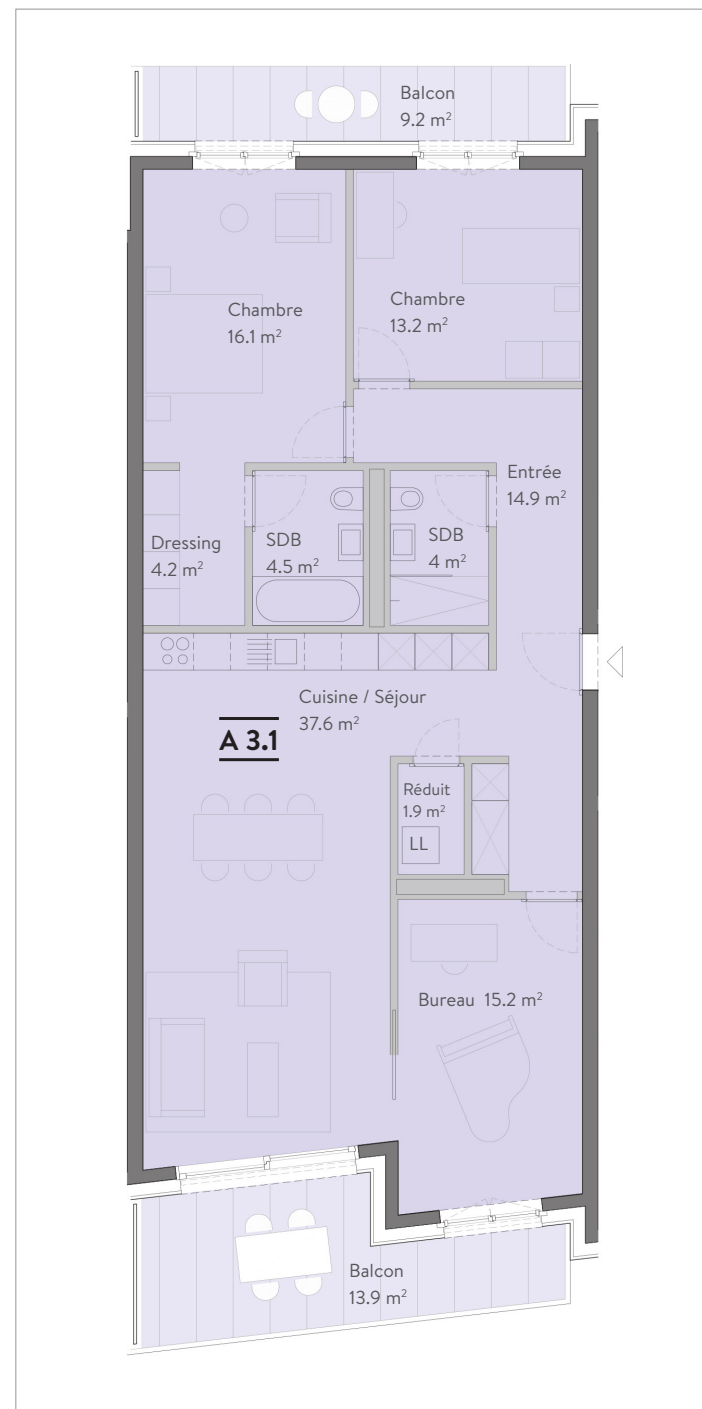 Balcon
9.2 m²
Chambre
16.1 m²
Chambre
13.2 m²
Entrée
14.9 m²
Dressing
4.2 m²
SDB
4.5 m²
SDB
4 m²
Cuisine / Séjour
37.6 m²
A 3.1
Réduit
1.9 m²
LL
Bureau 15.2 m²
Balcon
13.9 m²